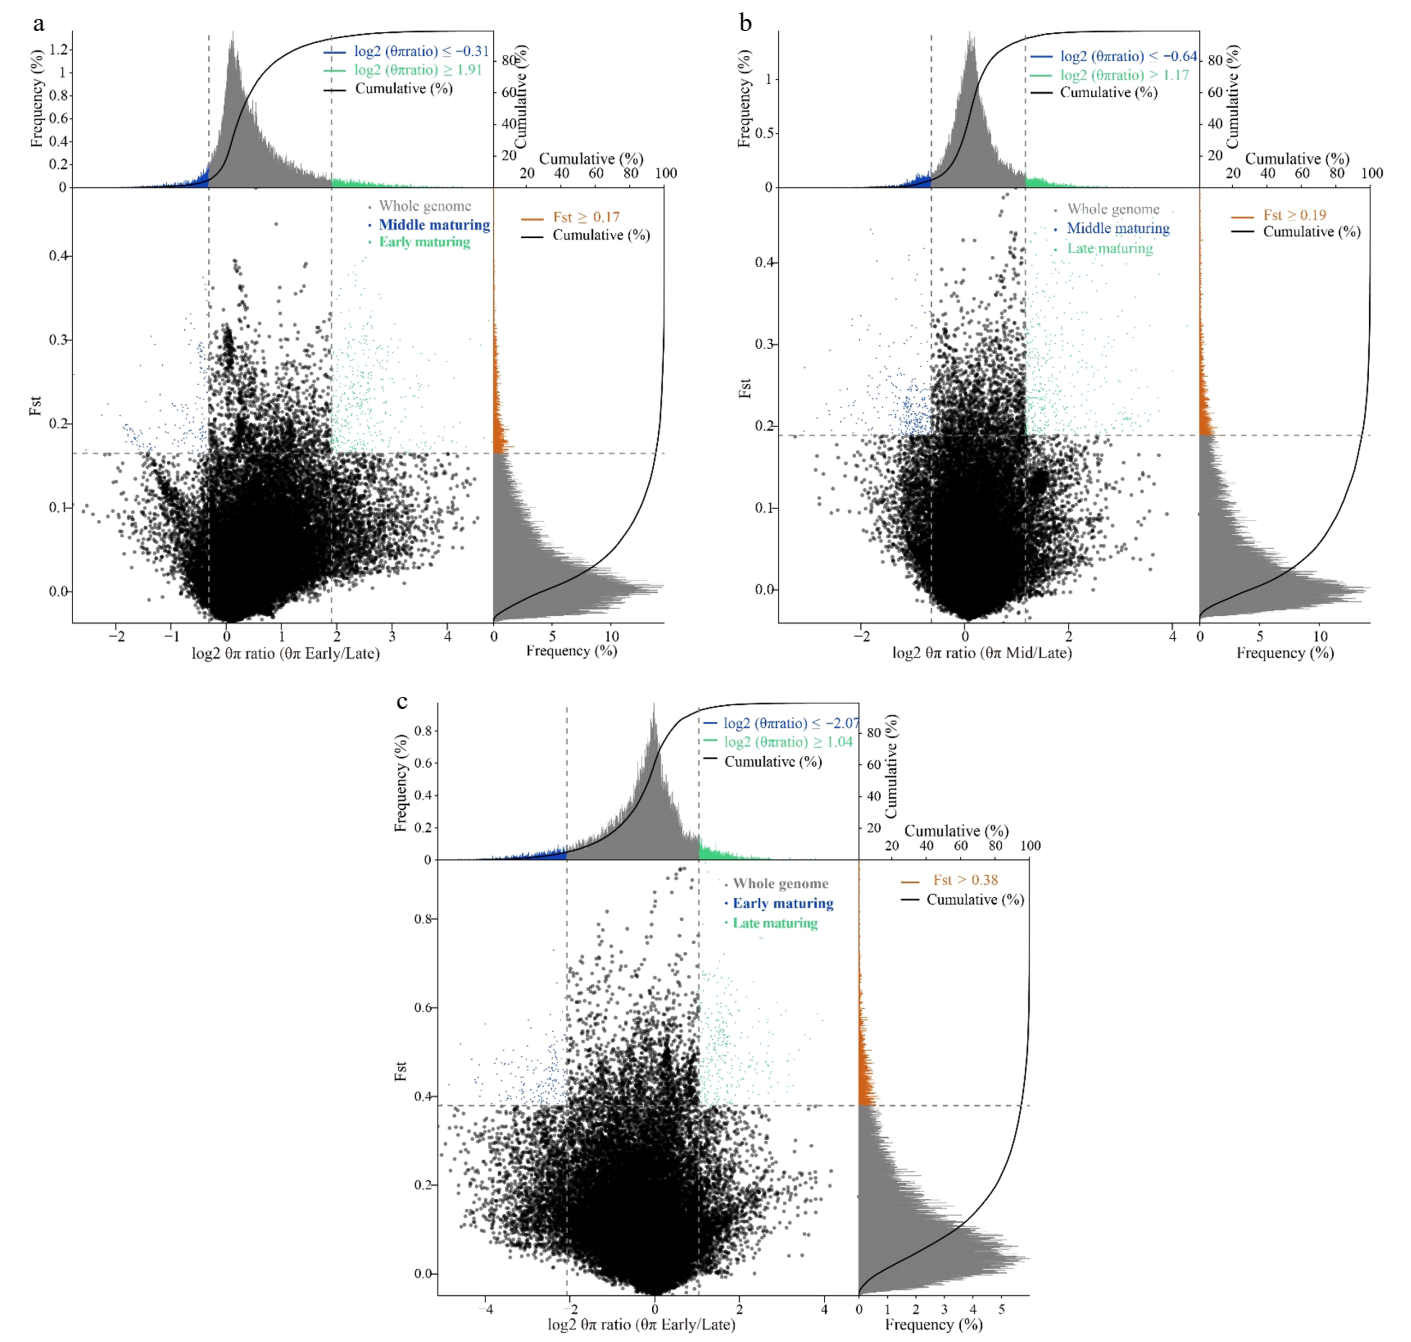 a
Frequency (%)
1.2
1
0.8
0.6
0.4
0.2
0
log2 (θπratio) ≤ −0.31
log2 (θπratio) ≥ 1.91
Cumulative (%)
80
60
40
20
Cumulative (%)
Cumulative (%)
20 40 60 80 100
Whole genome
Middle maturing
Early maturing
Fst ≥ 0.17
Cumulative (%)
Fst
0.4
0.3
0.2
0.1
0.0
−2 −1 0 1 2 3 4
log2 θπ ratio (θπ Early/Late)
0 5 10
Frequency (%)
b
Frequency (%)
1
0.5
0
log2 (θπratio) < −0.64
log2 (θπratio) > 1.17
Cumulative (%)
80
60
40
20
Cumulative (%)
Cumulative (%)
20 40 60 80 100
Whole genome
Middle maturing
Late maturing
Fst > 0.19
Cumulative (%)
Fst
0.4
0.3
0.2
0.1
0.0
−2 0 2 4
log2 θπ ratio (θπ Mid/Late)
0 5 10
Frequency (%)
c
Frequency (%)
0.8
0.6
0.4
0.2
0
log2 (θπratio) ≤ −2.07
log2 (θπratio) ≥ 1.04
Cumulative (%)
80
60
40
20
Cumulative (%)
Cumulative (%)
20 40 60 80 100
Whole genome
Early maturing
Late maturing
Fst > 0.38
Cumulative (%)
Fst
0.8
0.6
0.4
0.2
0.0
−4 −2 0 2 4
log2 θπ ratio (θπ Early/Late)
0 1 2 3 4 5
Frequency (%)